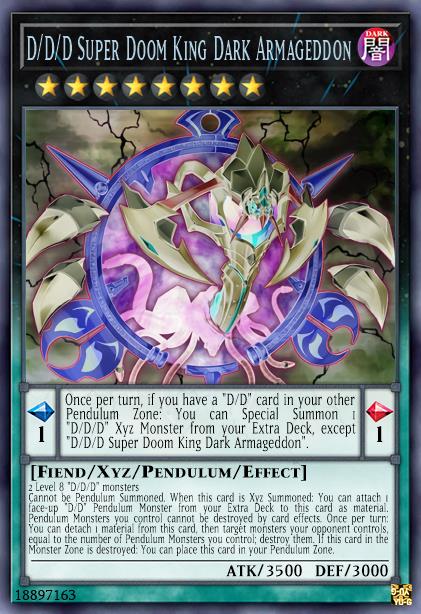 D/D/D Super Doom King Dark Armageddon
DARK
闇
Once per turn, if you have a "D/D" card in your other
Pendulum Zone: You can Special Summon 1
"D/D/D" Xyz Monster from your Extra Deck, except
"D/D/D Super Doom King Dark Armageddon".
1
1
[Fiend/Xyz/Pendulum/Effect]
2 Level 8 "D/D/D" monsters
Cannot be Pendulum Summoned. When this card is Xyz Summoned: You can attach 1
face-up "D/D" Pendulum Monster from your Extra Deck to this card as material.
Pendulum Monsters you control cannot be destroyed by card effects. Once per turn:
You can detach 1 material from this card, then target monsters your opponent controls,
equal to the number of Pendulum Monsters you control; destroy them. If this card in the
Monster Zone is destroyed: You can place this card in your Pendulum Zone.
ATK/3500 DEF/3000
18897163